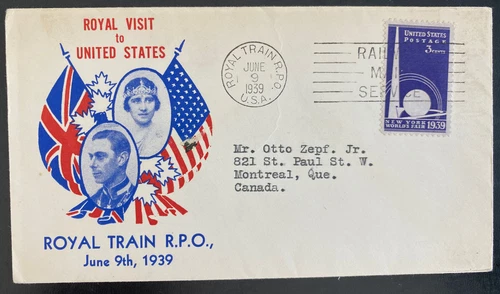 ROYAL VISIT
to
UNITED STATES
ROYAL TRAIN R.P.O.,
June 9th, 1939
ROYAL TRAIN R.P.O.
JUNE
9
1939
U.S.A.
RAIL
M
SERVICE
UNITED STATES
POSTAGE
3 CENTS
NEW YORK
WORLD'S FAIR 1939
Mr. Otto Zepf. Jr.
821 St. Paul St. W.
Montreal, Que.
Canada.